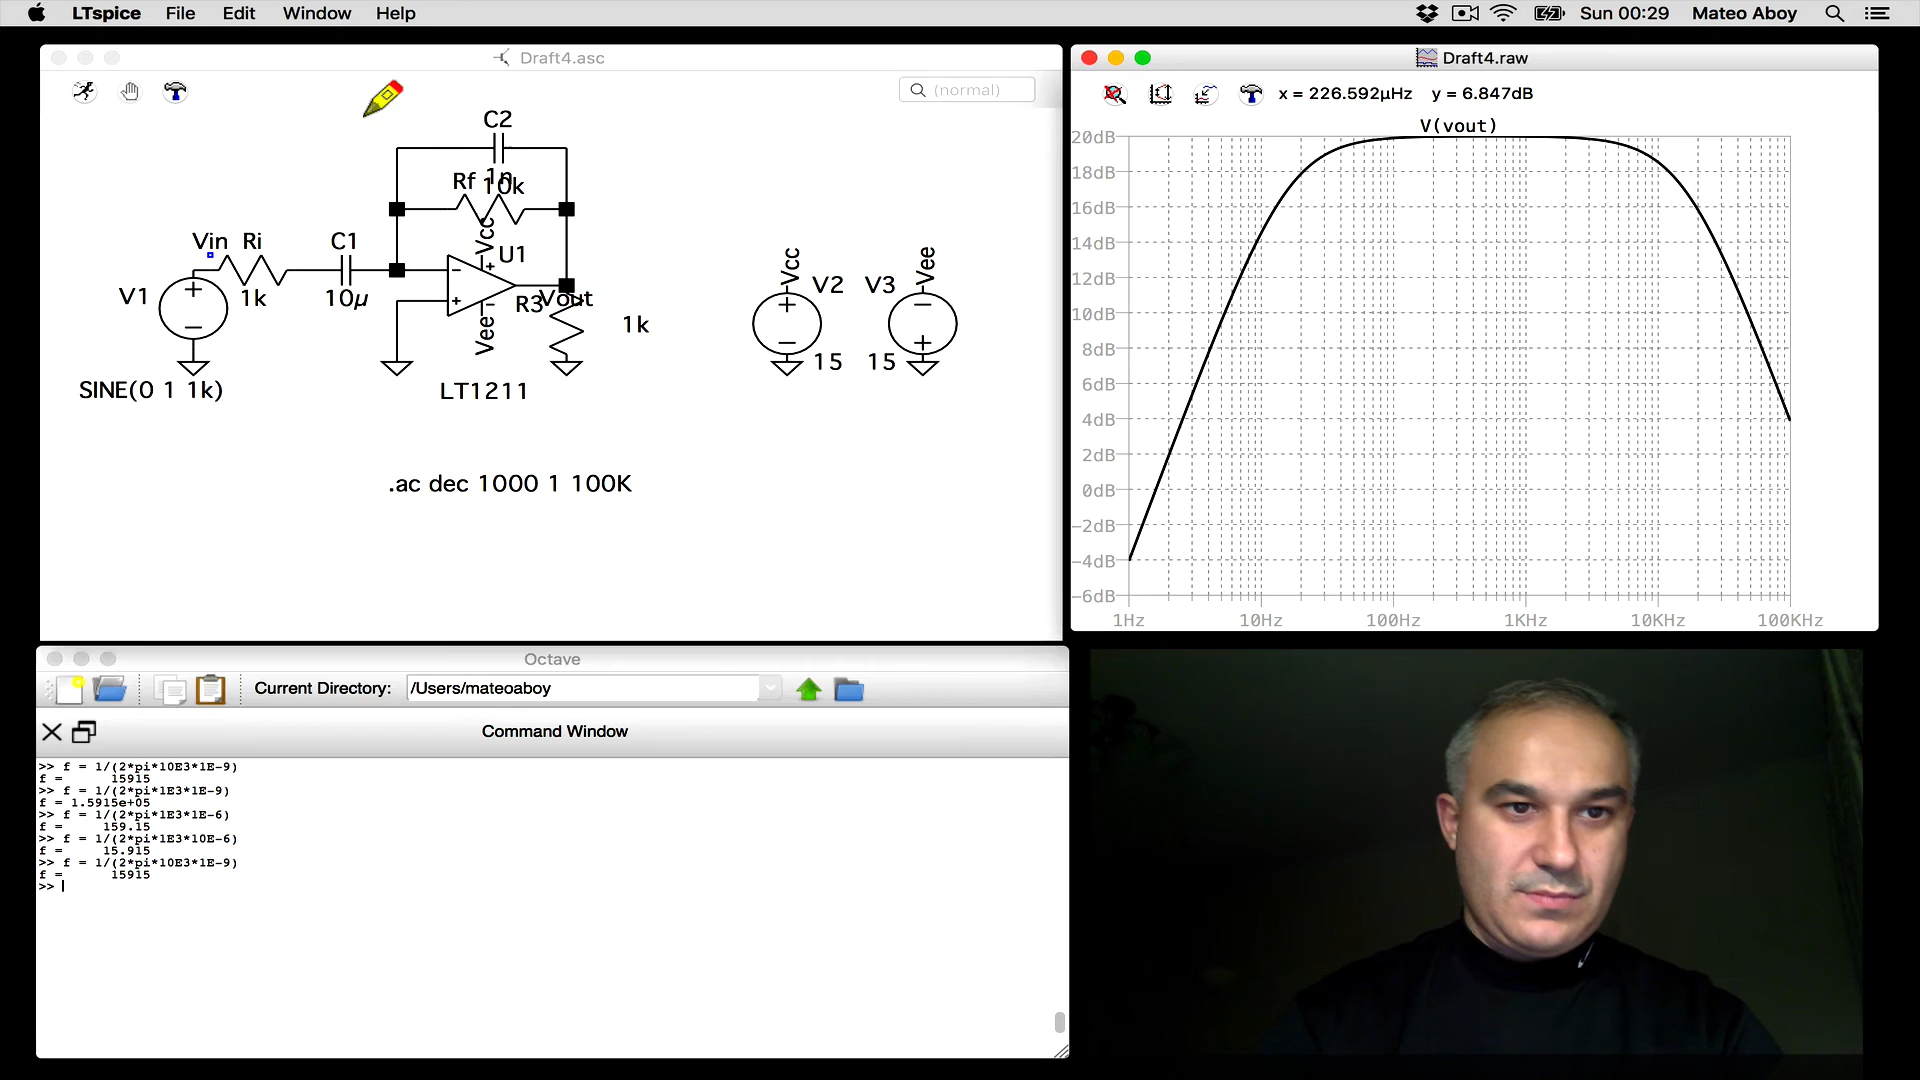 LTspice File Edit Window Help Sun 00:29 Mateo Aboy
Draft4.asc
(normal)
C2
1n
Rf 10k
Vcc
U1
Vin Ri C1
V1 1k 10µ
R3 Vout
1k
Vee
SINE(0 1 1k)
LT1211
Vcc Vee
V2 V3
15 15
.ac dec 1000 1 100K
Draft4.raw
x = 226.592µHz y = 6.847dB
V(vout)
20dB
18dB
16dB
14dB
12dB
10dB
8dB
6dB
4dB
2dB
0dB
-2dB
-4dB
-6dB
1Hz 10Hz 100Hz 1KHz 10KHz 100KHz
Octave
Current Directory: /Users/mateoaboy
Command Window
>> f = 1/(2*pi*10E3*1E-9)
f = 15915
>> f = 1/(2*pi*1E3*1E-9)
f = 1.5915e+05
>> f = 1/(2*pi*1E3*1E-6)
f = 159.15
>> f = 1/(2*pi*1E3*10E-6)
f = 15.915
>> f = 1/(2*pi*10E3*1E-9)
f = 15915
>>